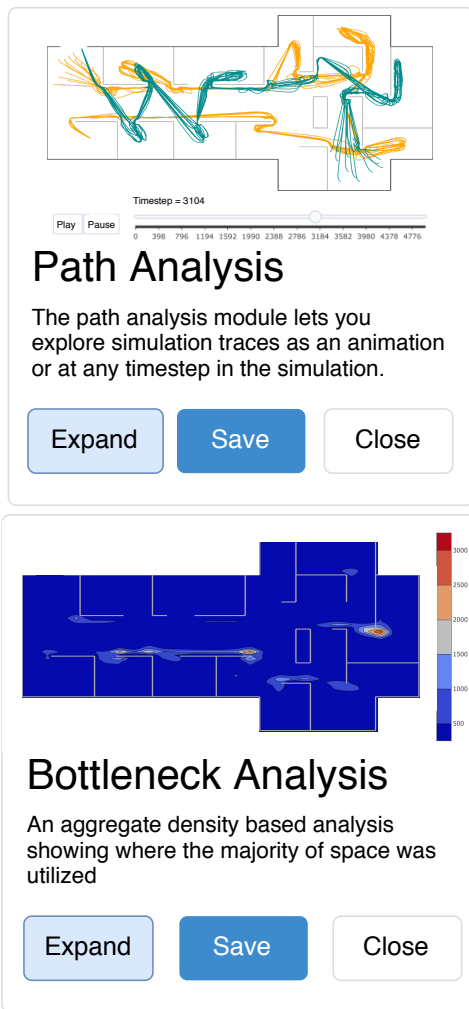 Timestep = 3104
Play Pause
0 398 796 1194 1592 1990 2388 2786 3184 3582 3980 4378 4776
Path Analysis
The path analysis module lets you
explore simulation traces as an animation
or at any timestep in the simulation.
Expand Save Close
3000
2500
2000
1500
1000
500
Bottleneck Analysis
An aggregate density based analysis
showing where the majority of space was
utilized
Expand Save Close